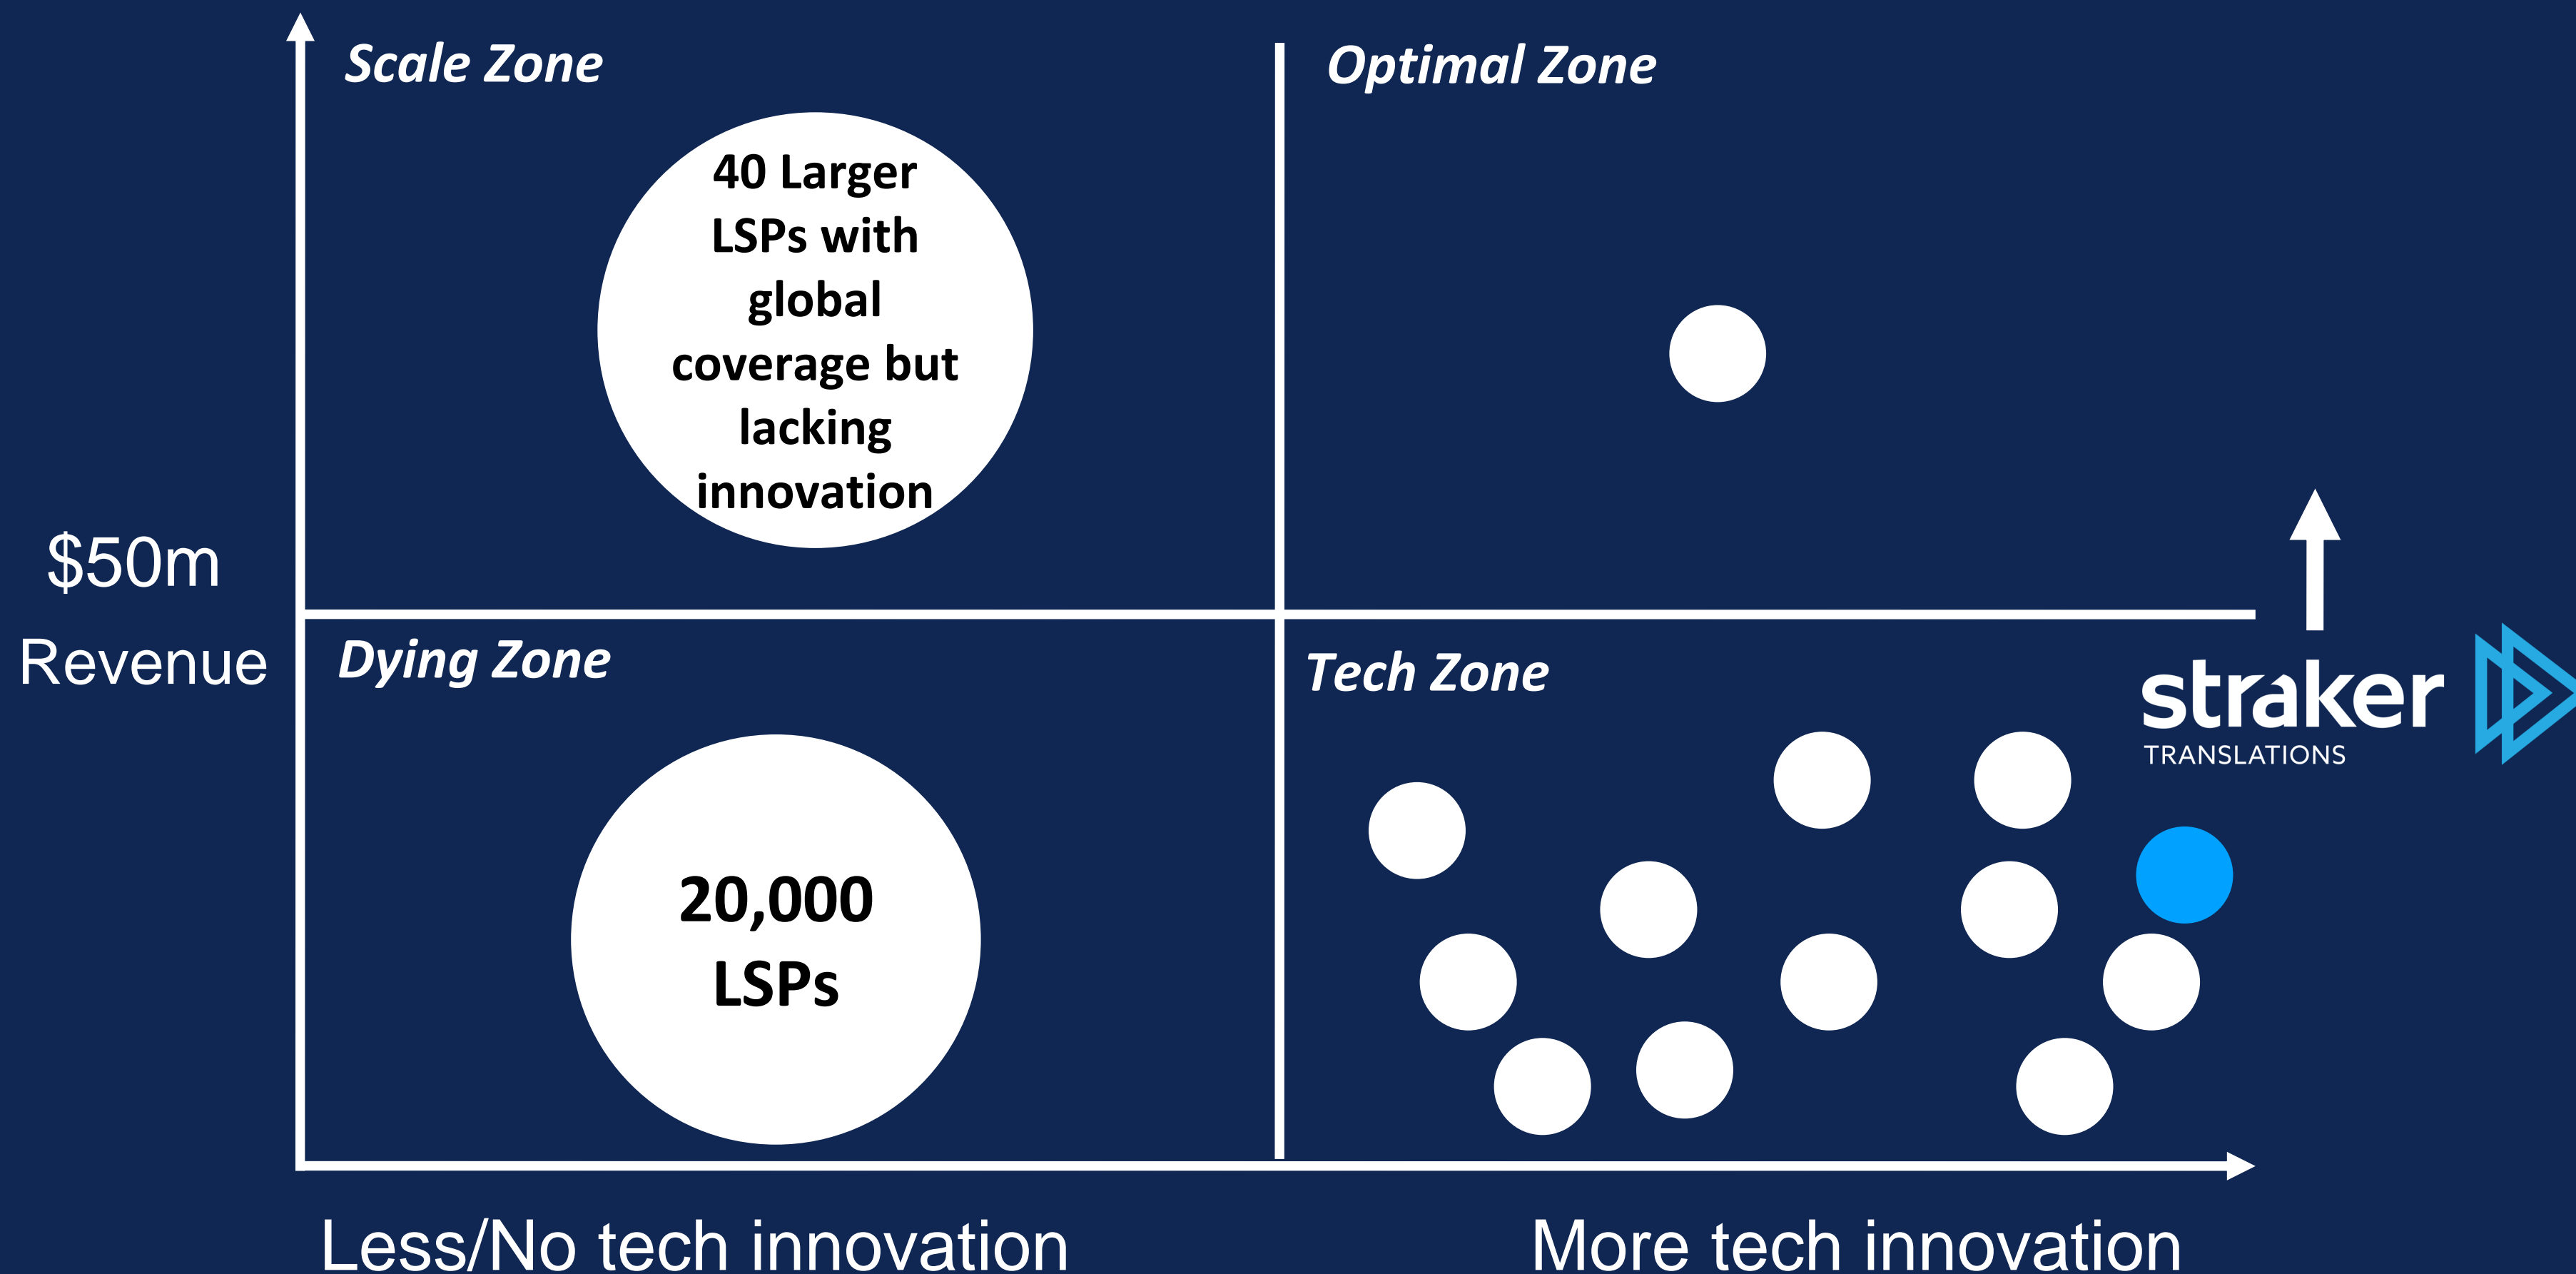 Scale Zone
Optimal Zone
40 Larger
LSPs with
global
coverage but
lacking
innovation
$50m
Revenue
Dying Zone
Tech Zone
straker
TRANSLATIONS
20,000
LSPs
Less/No tech innovation
More tech innovation